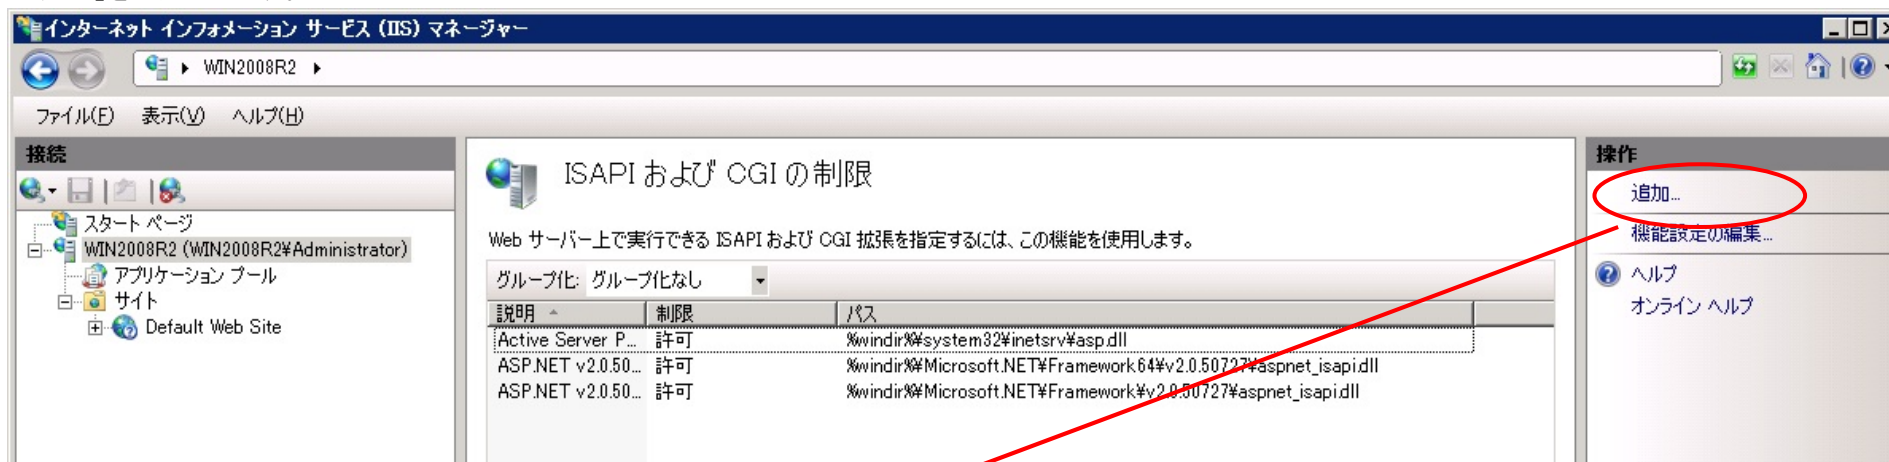 インターネット インフォメーション サービス (IIS) マネージャー
WIN2008R2
ファイル(F) 表示(V) ヘルプ(H)
接続
スタート ページ
WIN2008R2 (WIN2008R2¥Administrator)
アプリケーション プール
サイト
Default Web Site
ISAPI および CGI の制限
Web サーバー上で実行できる ISAPI および CGI 拡張を指定するには、この機能を使用します。
グループ化: グループ化なし
説明 制限 パス
Active Server P... 許可 %windir%¥system32¥inetsrv¥asp.dll
ASP.NET v2.0.50... 許可 %windir%¥Microsoft.NET¥Framework64¥v2.0.50727¥aspnet_isapi.dll
ASP.NET v2.0.50... 許可 %windir%¥Microsoft.NET¥Framework¥v2.0.50727¥aspnet_isapi.dll
操作
追加...
機能設定の編集...
ヘルプ
オンライン ヘルプ